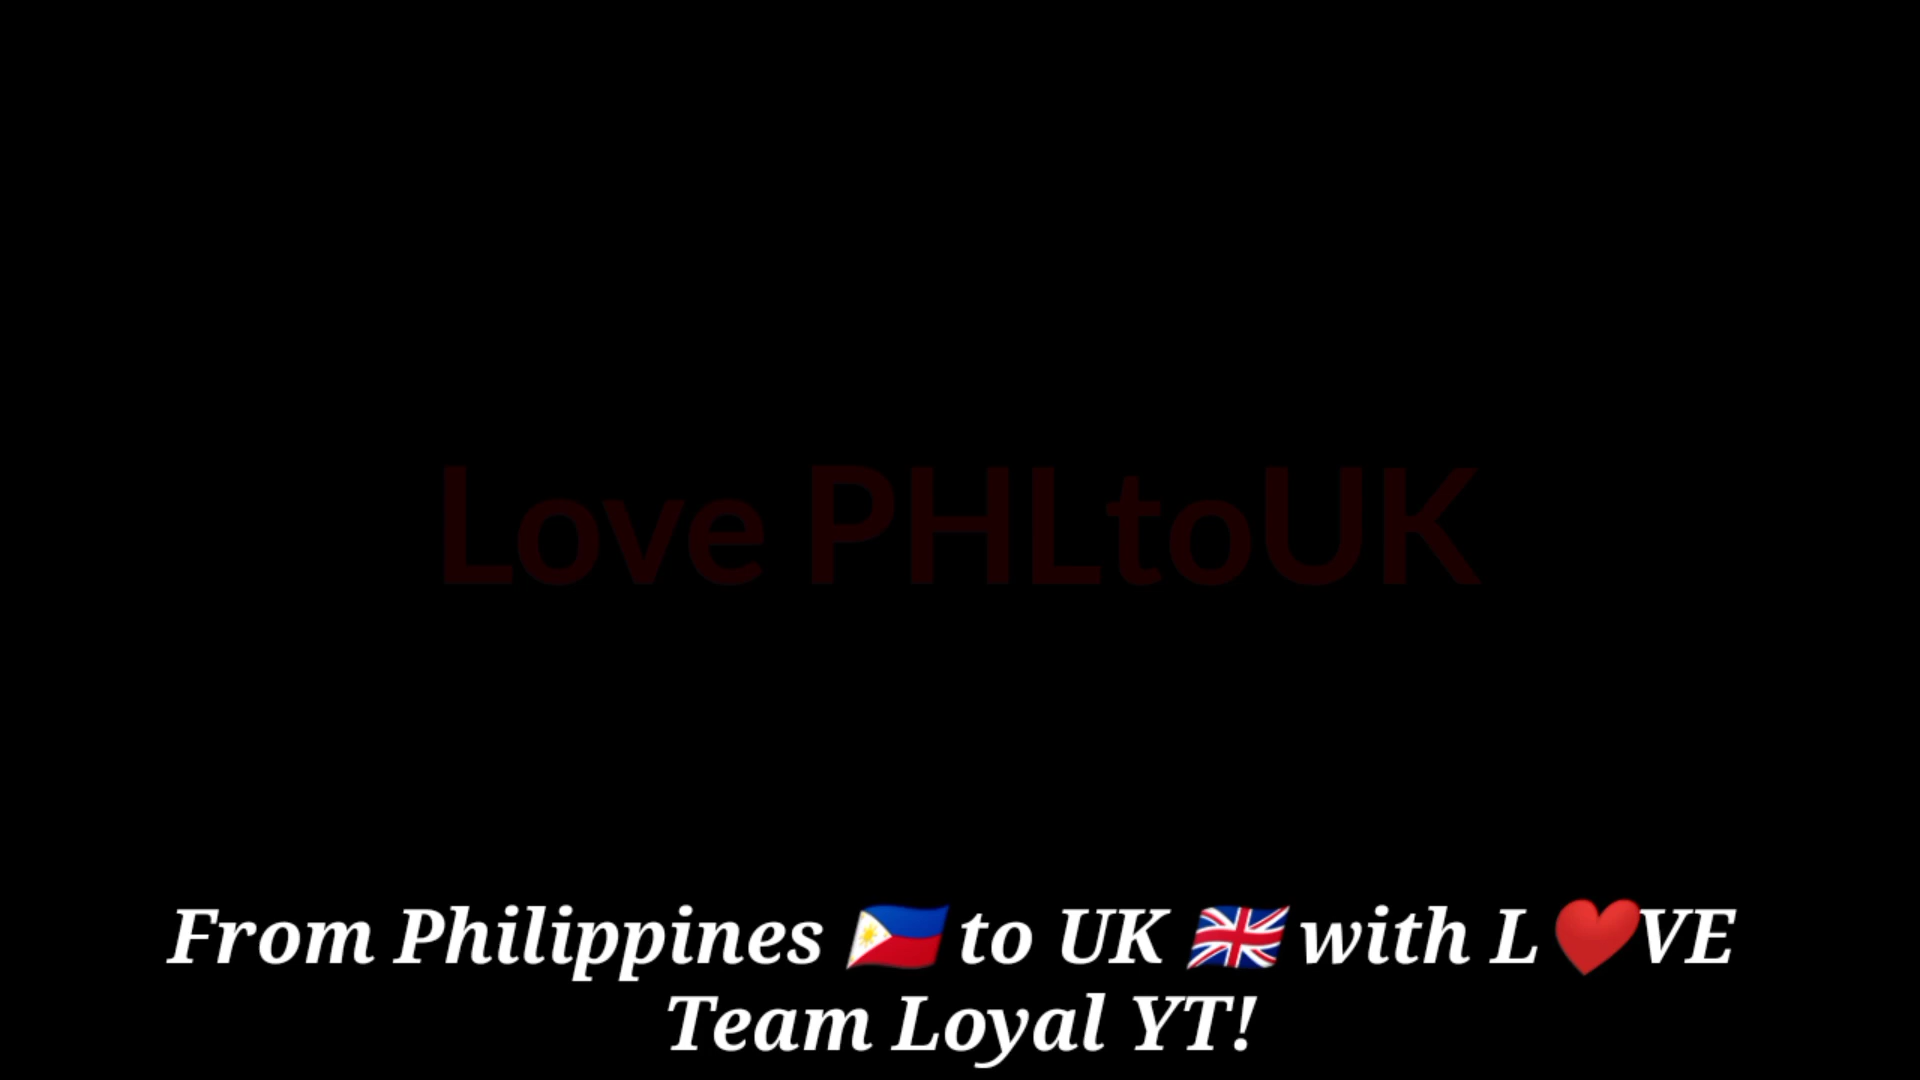 Love PHLtoUK
From Philippines 🇵🇭 to UK 🇬🇧 with L❤️VE
Team Loyal YT!